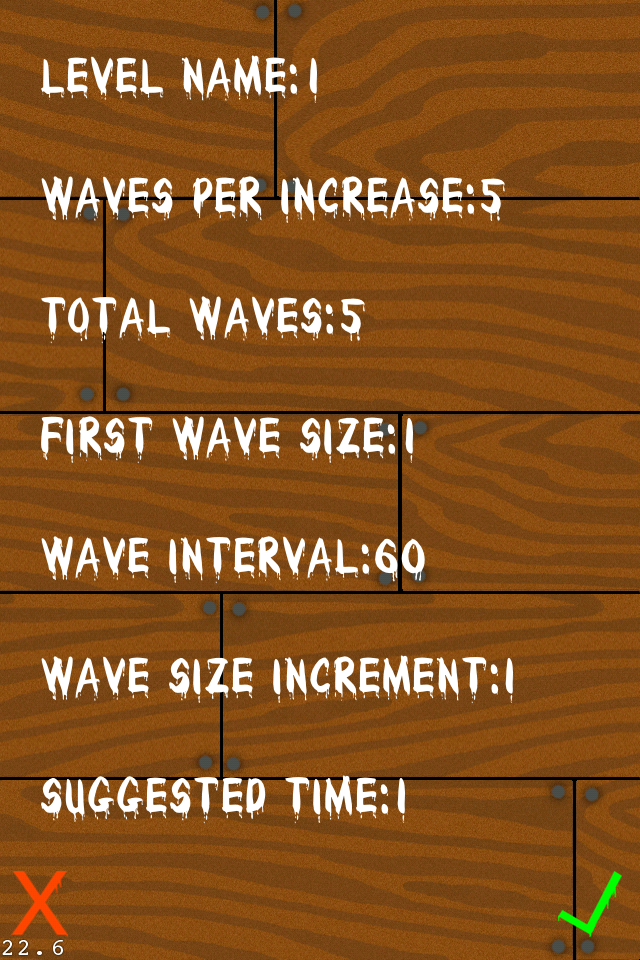 LEVEL NAME:1
WAVES PER INCREASE:5
TOTAL WAVES:5
FIRST WAVE SIZE:1
WAVE INTERVAL:60
WAVE SIZE INCREMENT:1
SUGGESTED TIME:1
X
22.6